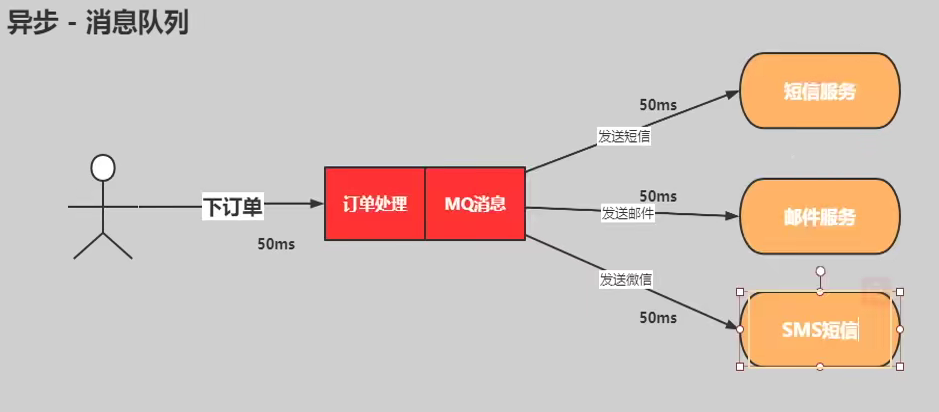 异步 - 消息队列
短信服务
50ms
发送短信
下订单
订单处理
MQ消息
50ms
发送邮件
邮件服务
50ms
发送微信
50ms
SMS短信